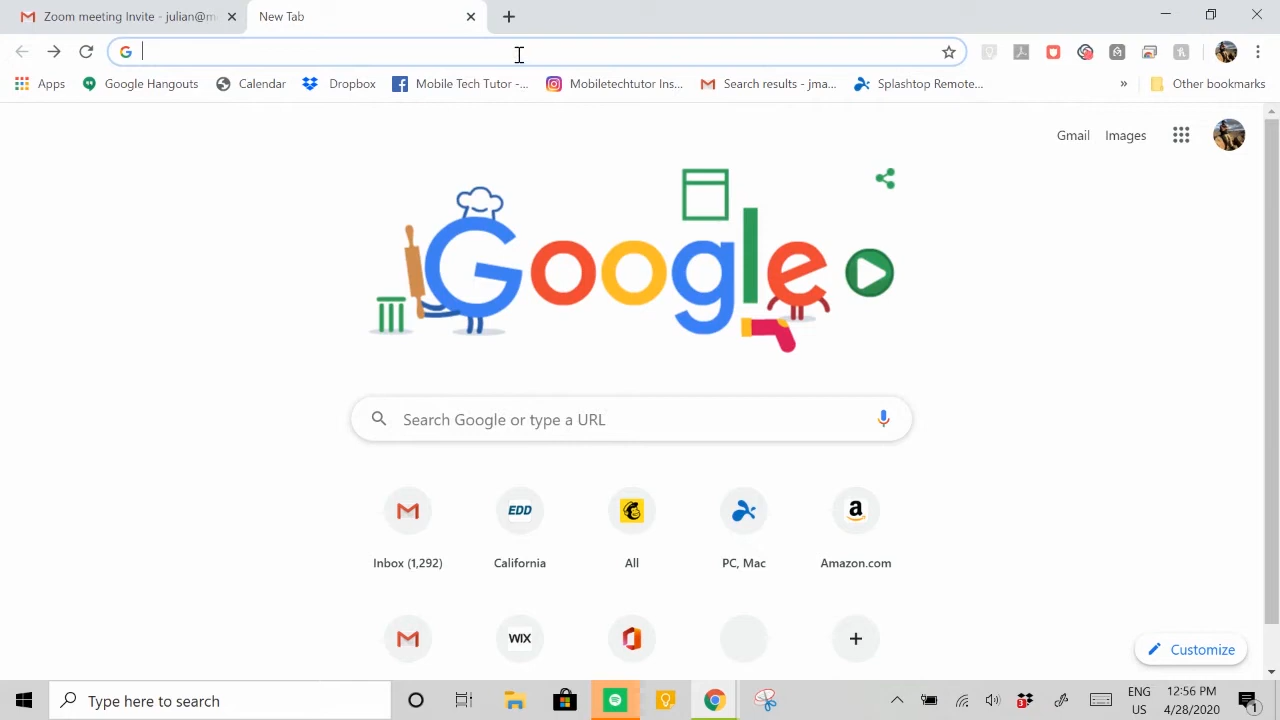 Zoom meeting Invite - julian@m
New Tab
Apps
Google Hangouts
Calendar
Dropbox
Mobile Tech Tutor -...
Mobiletechtutor Ins...
Search results - jma...
Splashtop Remote...
»
Other bookmarks
Gmail
Images
Google
Search Google or type a URL
EDD
Inbox (1,292)
California
All
PC, Mac
Amazon.com
WIX
Customize
Type here to search
ENG
US
12:56 PM
4/28/2020